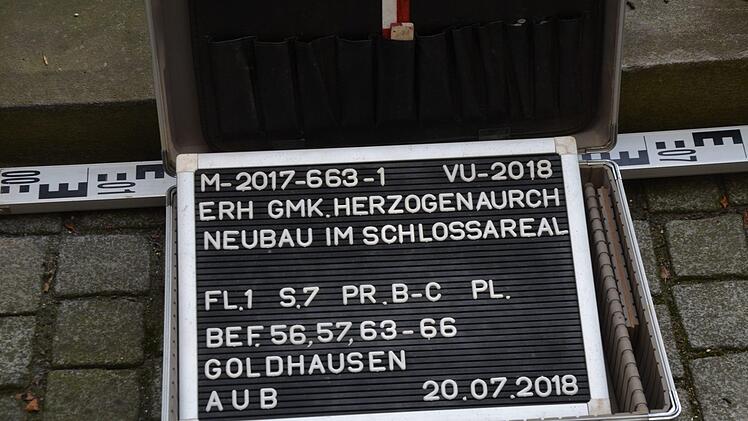 M-2017-663-1 VU-2018
ERH GMK.HERZOGENAURCH
NEUBAU IM SCHLOSSAREAL
FL.1 S.7 PR.B-C PL.
BEF. 56,57,63-66
GOLDHAUSEN
AUB 20.07.2018